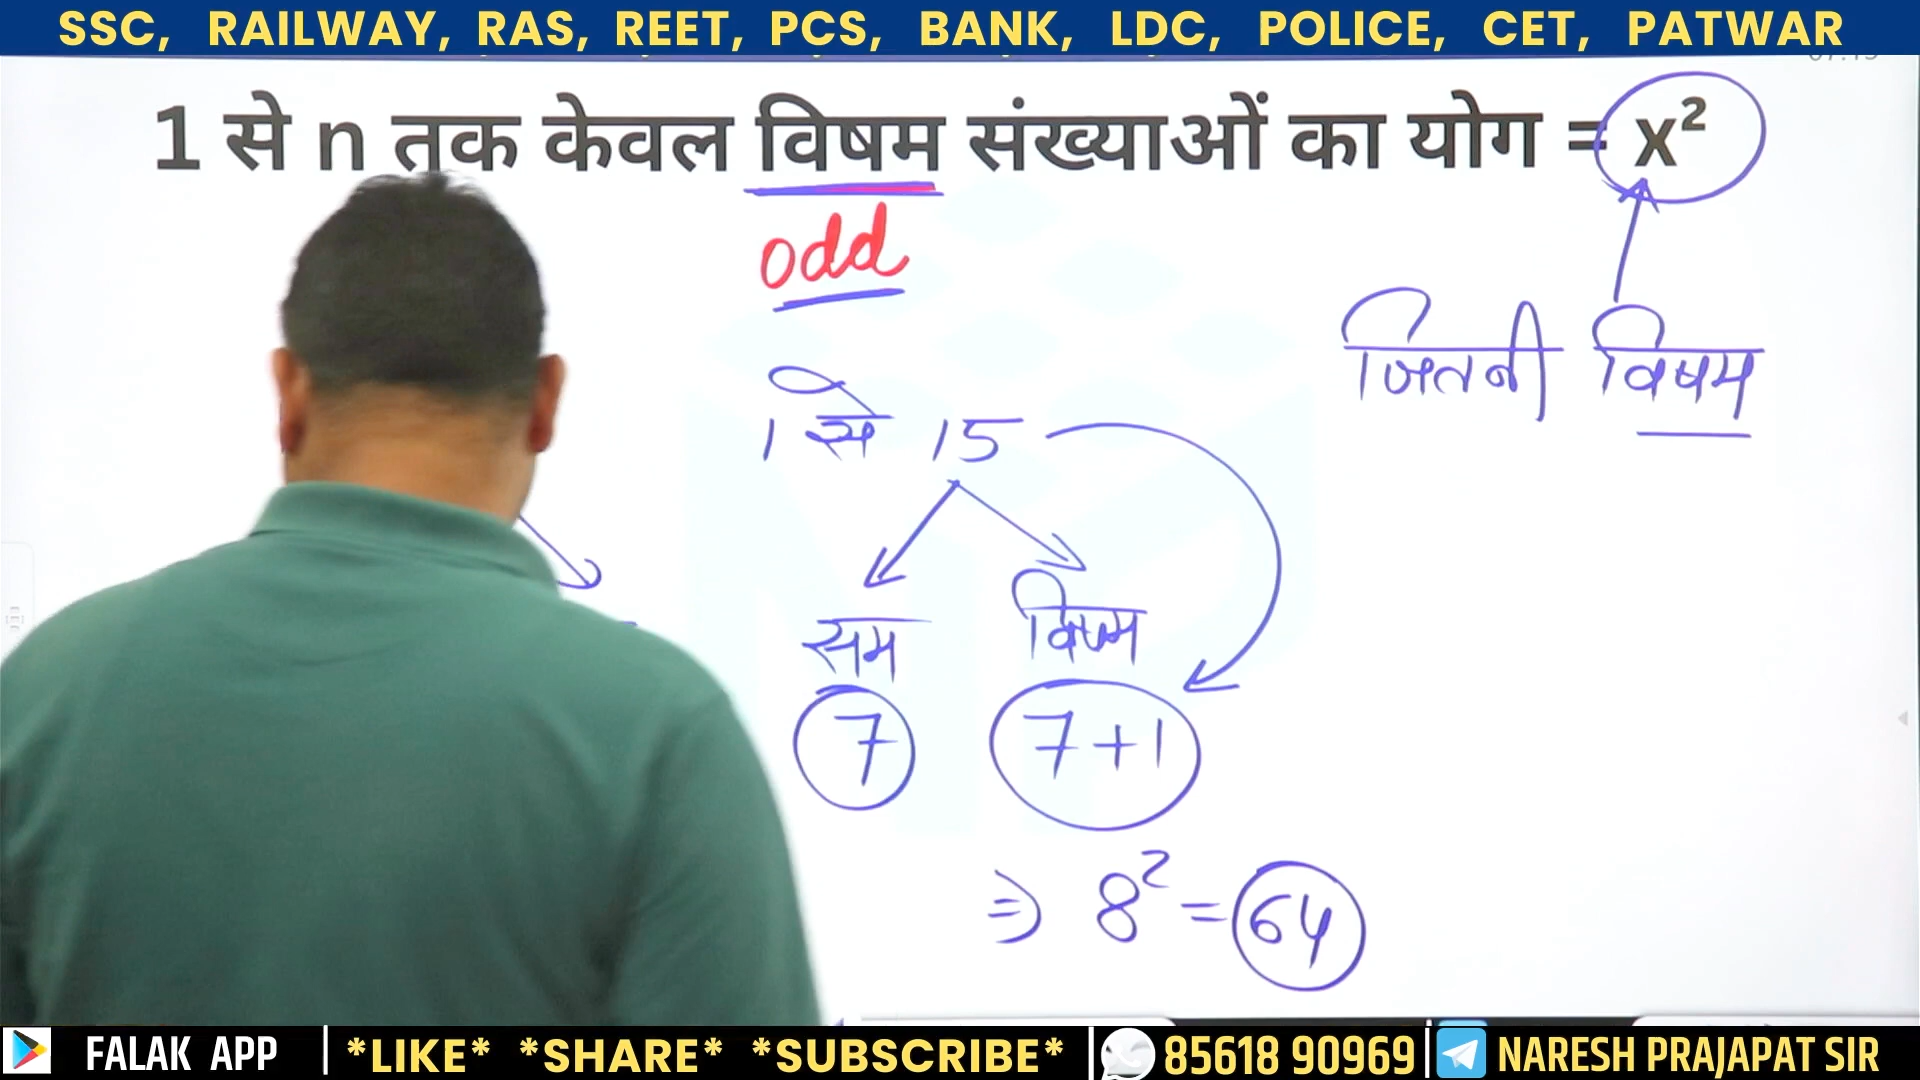 SSC, RAILWAY, RAS, REET, PCS, BANK, LDC, POLICE, CET, PATWAR
1 से n तक केवल विषम संख्याओं का योग = x²
odd
जितनी विषम
1 से 15
सम विषम
7 7+1
⇒ 8² = 64
FALAK APP | *LIKE* *SHARE* *SUBSCRIBE* | 85618 90969 | NARESH PRAJAPAT SIR